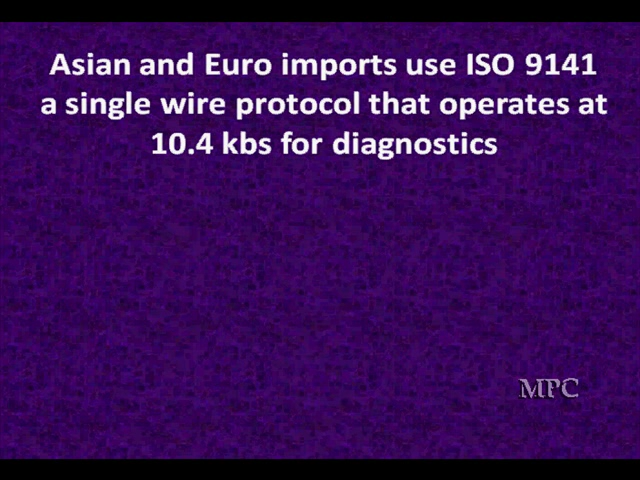 Asian and Euro imports use ISO 9141
a single wire protocol that operates at
10.4 kbs for diagnostics
MPC